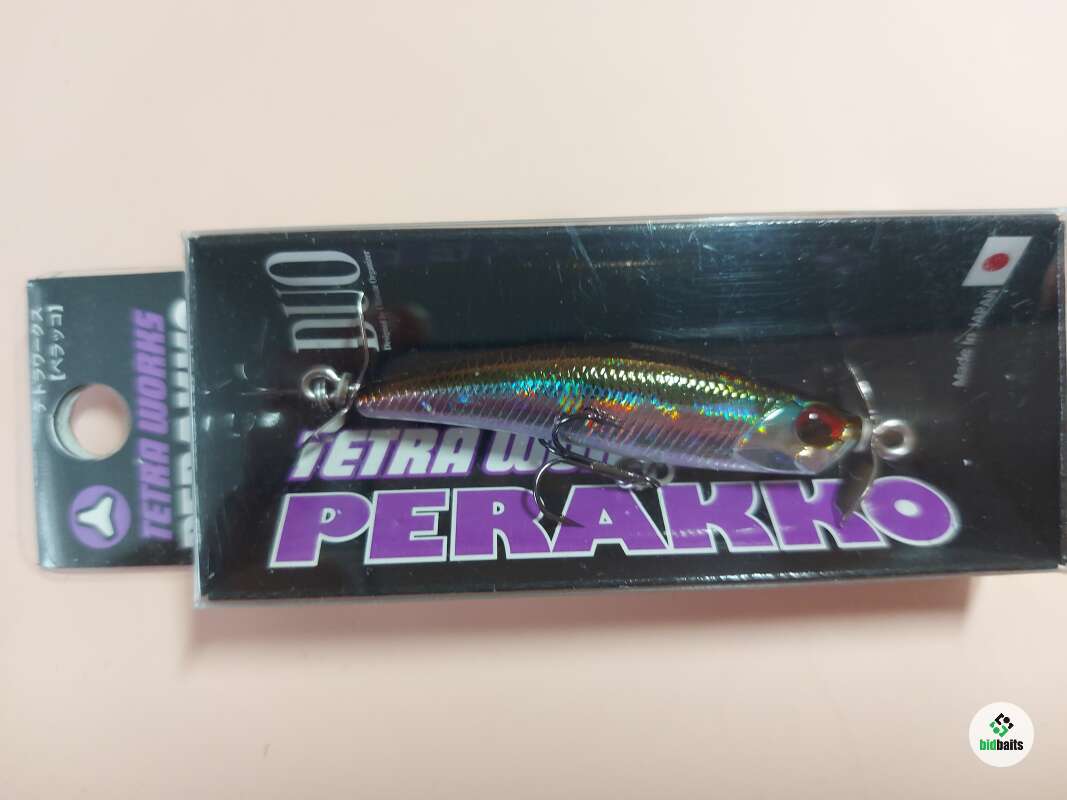 テトラワークス
【ペラッコ】
TETRA WORKS
DUO
TETRA WO
PERAKKO
Made in JAPAN
bidbaits